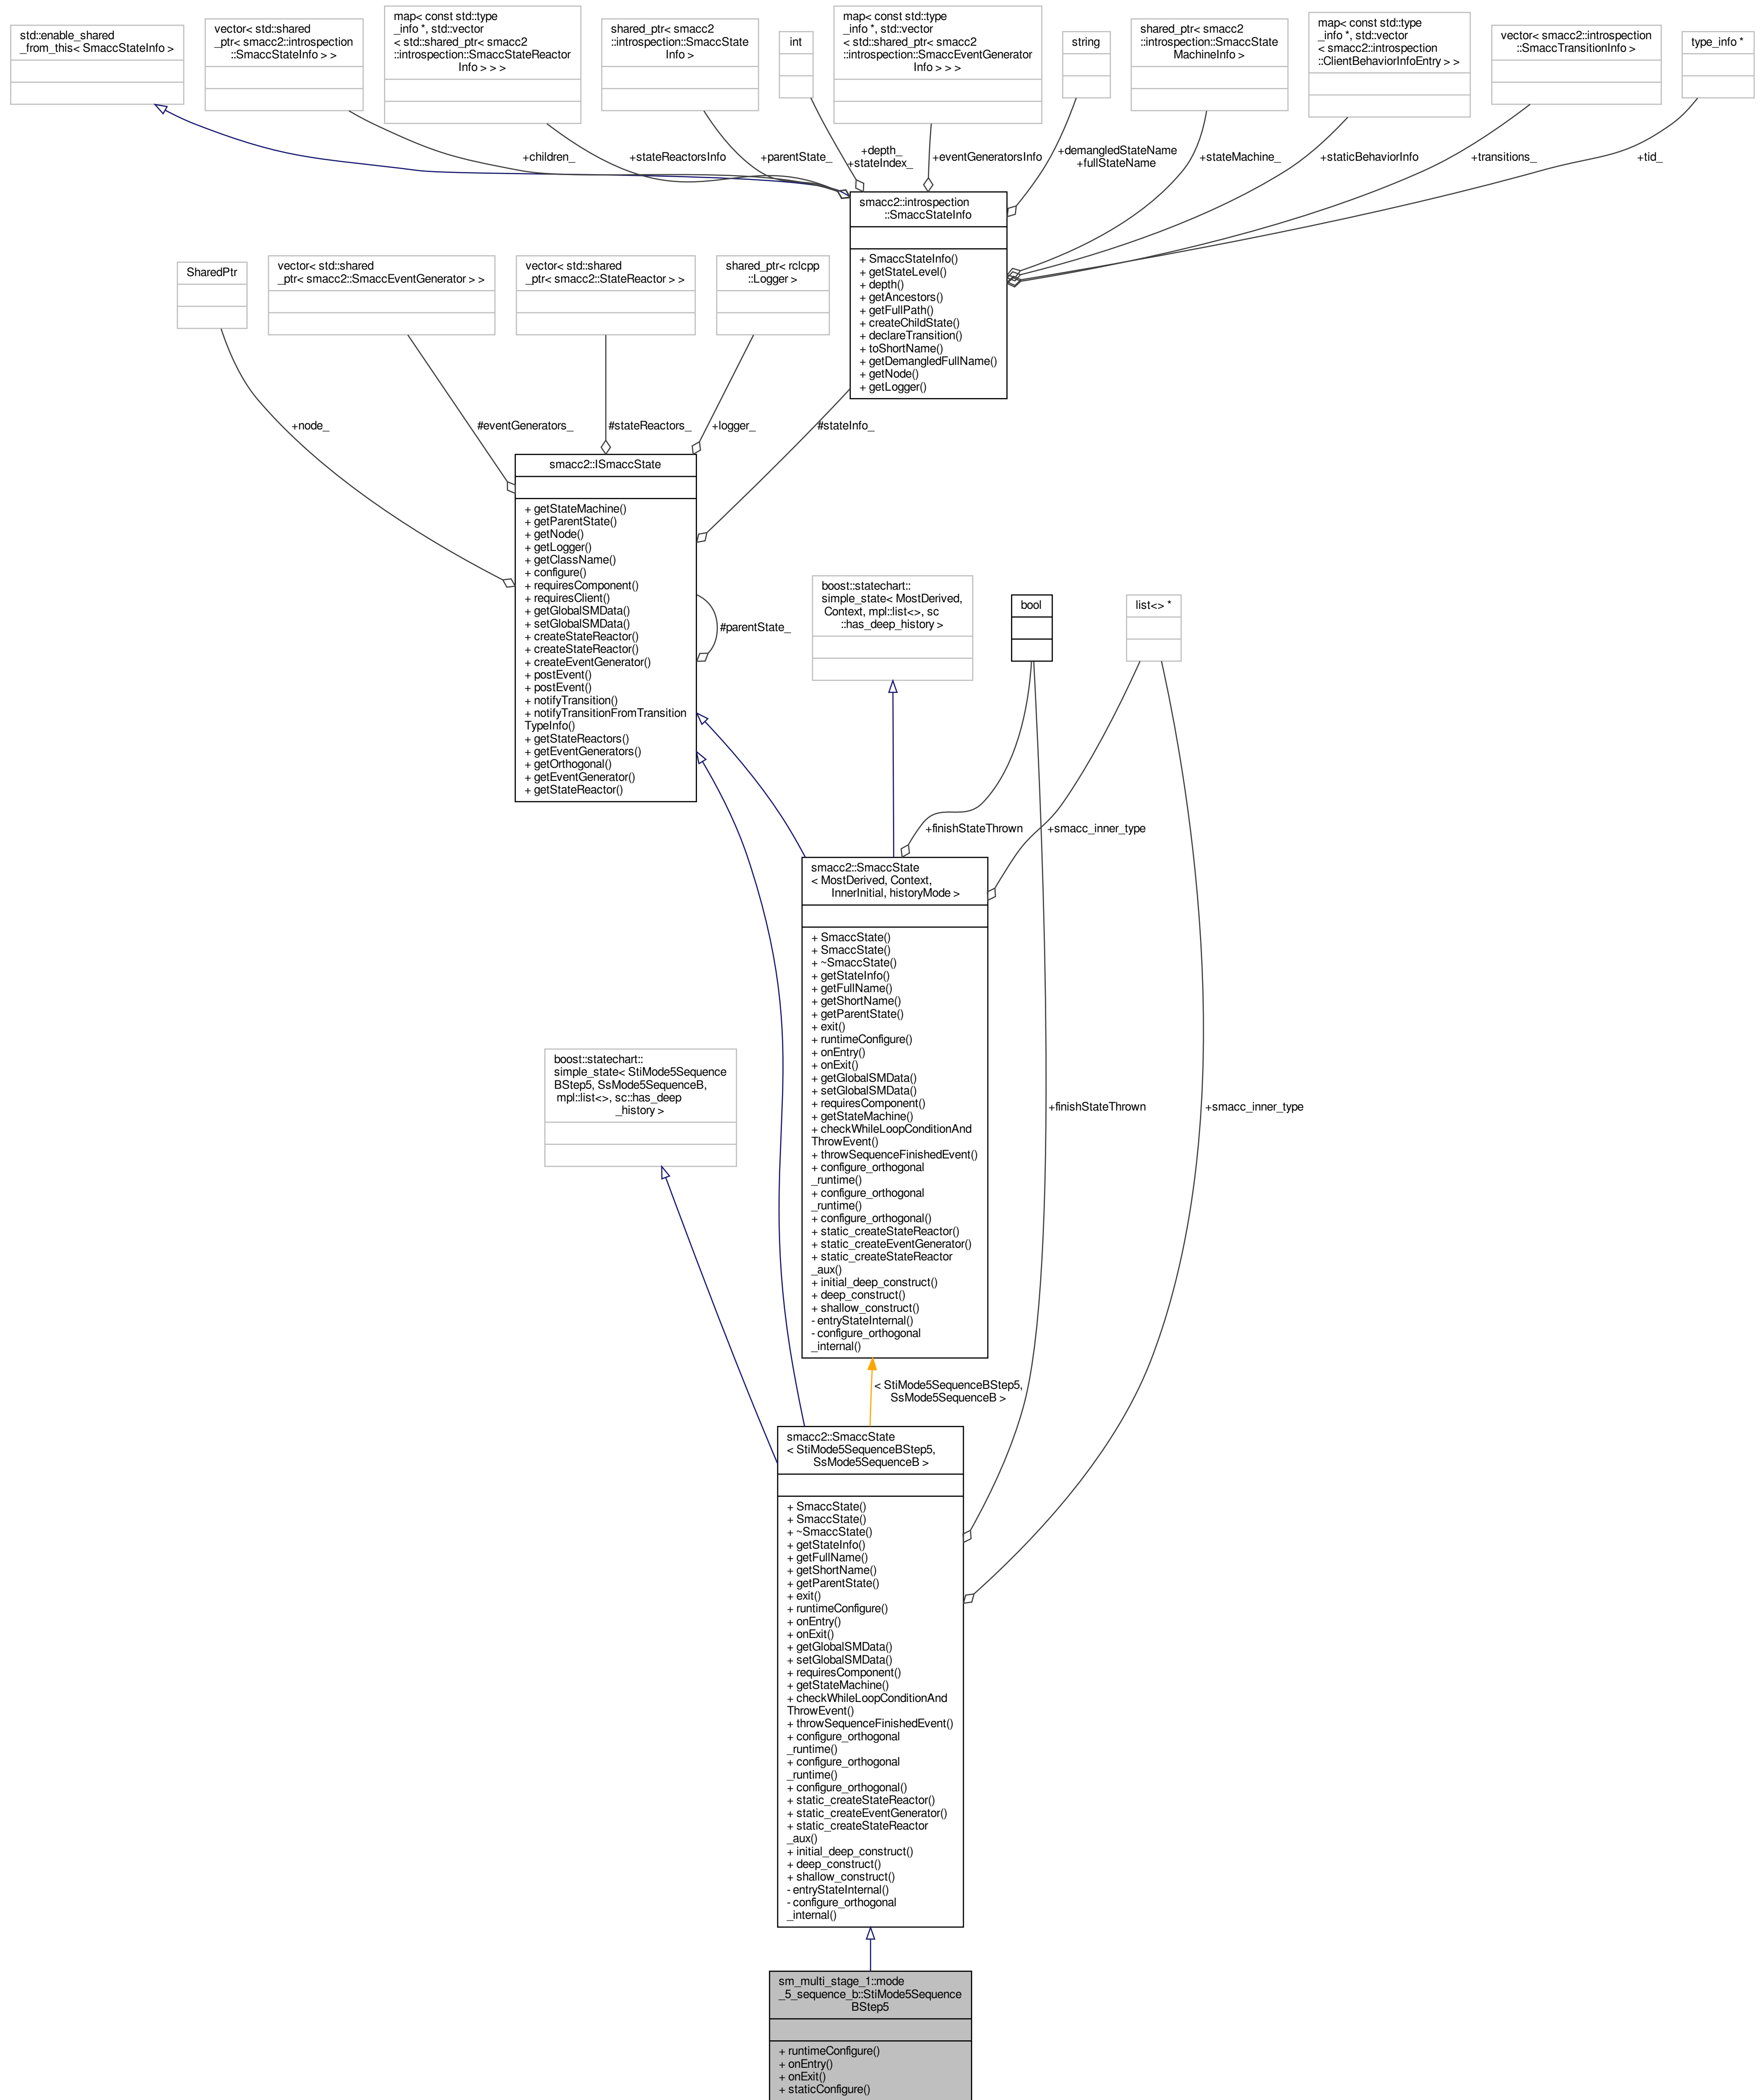 std::enable_shared
_from_this< SmaccStateInfo >
vector< std::shared
_ptr< smacc2::introspection
::SmaccStateInfo > >
map< const std::type
_info *, std::vector
< std::shared_ptr< smacc2
::introspection::SmaccStateReactor
Info > > >
shared_ptr< smacc2
::introspection::SmaccState
Info >
int
map< const std::type
_info *, std::vector
< std::shared_ptr< smacc2
::introspection::SmaccEventGenerator
Info > > >
string
shared_ptr< smacc2
::introspection::SmaccState
MachineInfo >
map< const std::type
_info *, std::vector
< smacc2::introspection
::ClientBehaviorInfoEntry > >
vector< smacc2::introspection
::SmaccTransitionInfo >
type_info *
+children_
+stateReactorsInfo
+parentState_
+depth_
+stateIndex_
+eventGeneratorsInfo
+demangledStateName
+fullStateName
+stateMachine_
+staticBehaviorInfo
+transitions_
+tid_
smacc2::introspection
::SmaccStateInfo
+ SmaccStateInfo()
+ getStateLevel()
+ depth()
+ getAncestors()
+ getFullPath()
+ createChildState()
+ declareTransition()
+ toShortName()
+ getDemangledFullName()
+ getNode()
+ getLogger()
SharedPtr
vector< std::shared
_ptr< smacc2::SmaccEventGenerator > >
vector< std::shared
_ptr< smacc2::StateReactor > >
shared_ptr< rclcpp
::Logger >
+node_
#eventGenerators_
#stateReactors_
+logger_
#stateInfo_
smacc2::ISmaccState
+ getStateMachine()
+ getParentState()
+ getNode()
+ getLogger()
+ getClassName()
+ configure()
+ requiresComponent()
+ requiresClient()
+ getGlobalSMData()
+ setGlobalSMData()
+ createStateReactor()
+ createStateReactor()
+ createEventGenerator()
+ postEvent()
+ postEvent()
+ notifyTransition()
+ notifyTransitionFromTransition
TypeInfo()
+ getStateReactors()
+ getEventGenerators()
+ getOrthogonal()
+ getEventGenerator()
+ getStateReactor()
#parentState_
boost::statechart::
simple_state< MostDerived,
Context, mpl::list<>, sc
::has_deep_history >
bool
list<> *
+finishStateThrown
+smacc_inner_type
smacc2::SmaccState
< MostDerived, Context,
InnerInitial, historyMode >
+ SmaccState()
+ SmaccState()
+ ~SmaccState()
+ getStateInfo()
+ getFullName()
+ getShortName()
+ getParentState()
+ exit()
+ runtimeConfigure()
+ onEntry()
+ onExit()
+ getGlobalSMData()
+ setGlobalSMData()
+ requiresComponent()
+ getStateMachine()
+ checkWhileLoopConditionAnd
ThrowEvent()
+ throwSequenceFinishedEvent()
+ configure_orthogonal
_runtime()
+ configure_orthogonal
_runtime()
+ configure_orthogonal()
+ static_createStateReactor()
+ static_createEventGenerator()
+ static_createStateReactor
_aux()
+ initial_deep_construct()
+ deep_construct()
+ shallow_construct()
- entryStateInternal()
- configure_orthogonal
_internal()
boost::statechart::
simple_state< StiMode5Sequence
BStep5, SsMode5SequenceB,
mpl::list<>, sc::has_deep
_history >
+finishStateThrown
+smacc_inner_type
< StiMode5SequenceBStep5,
SsMode5SequenceB >
smacc2::SmaccState
< StiMode5SequenceBStep5,
SsMode5SequenceB >
+ SmaccState()
+ SmaccState()
+ ~SmaccState()
+ getStateInfo()
+ getFullName()
+ getShortName()
+ getParentState()
+ exit()
+ runtimeConfigure()
+ onEntry()
+ onExit()
+ getGlobalSMData()
+ setGlobalSMData()
+ requiresComponent()
+ getStateMachine()
+ checkWhileLoopConditionAnd
ThrowEvent()
+ throwSequenceFinishedEvent()
+ configure_orthogonal
_runtime()
+ configure_orthogonal
_runtime()
+ configure_orthogonal()
+ static_createStateReactor()
+ static_createEventGenerator()
+ static_createStateReactor
_aux()
+ initial_deep_construct()
+ deep_construct()
+ shallow_construct()
- entryStateInternal()
- configure_orthogonal
_internal()
sm_multi_stage_1::mode
_5_sequence_b::StiMode5Sequence
BStep5
+ runtimeConfigure()
+ onEntry()
+ onExit()
+ staticConfigure()